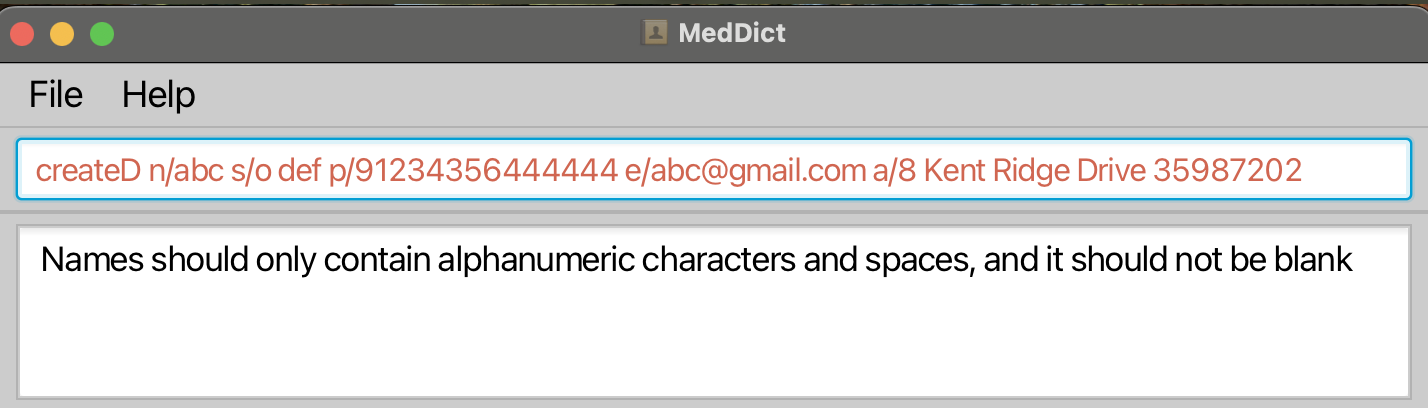 MedDict
File Help
createD n/abc s/o def p/91234356444444 e/abc@gmail.com a/8 Kent Ridge Drive 35987202
Names should only contain alphanumeric characters and spaces, and it should not be blank